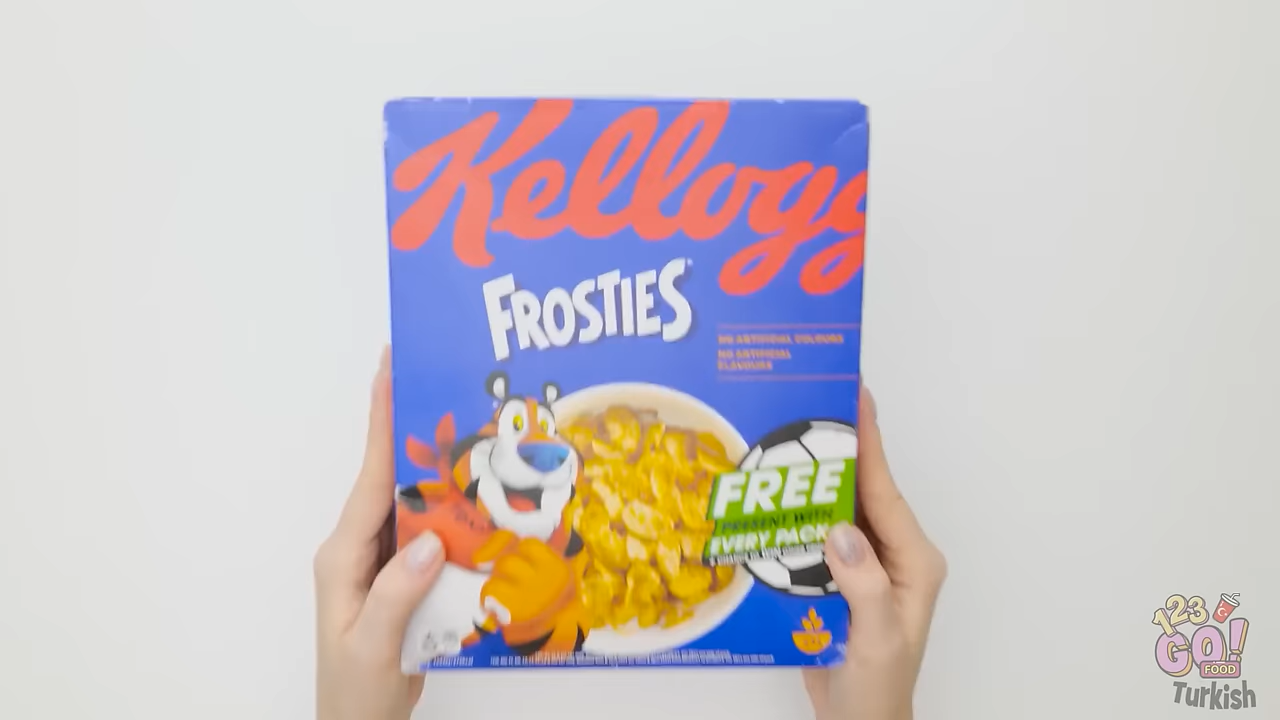 Kellogg
FROSTIES
NO ARTIFICIAL COLOURS
NO ARTIFICIAL
FLAVOURS
FREE
PRESENT WITH
EVERY PACK
123
GO!
FOOD
Turkish